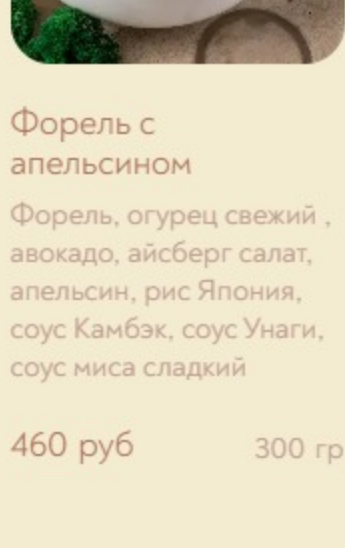 Форель с
апельсином
Форель, огурец свежий ,
авокадо, айсберг салат,
апельсин, рис Япония,
соус Камбэк, соус Унаги,
соус миса сладкий
460 руб
300 гр